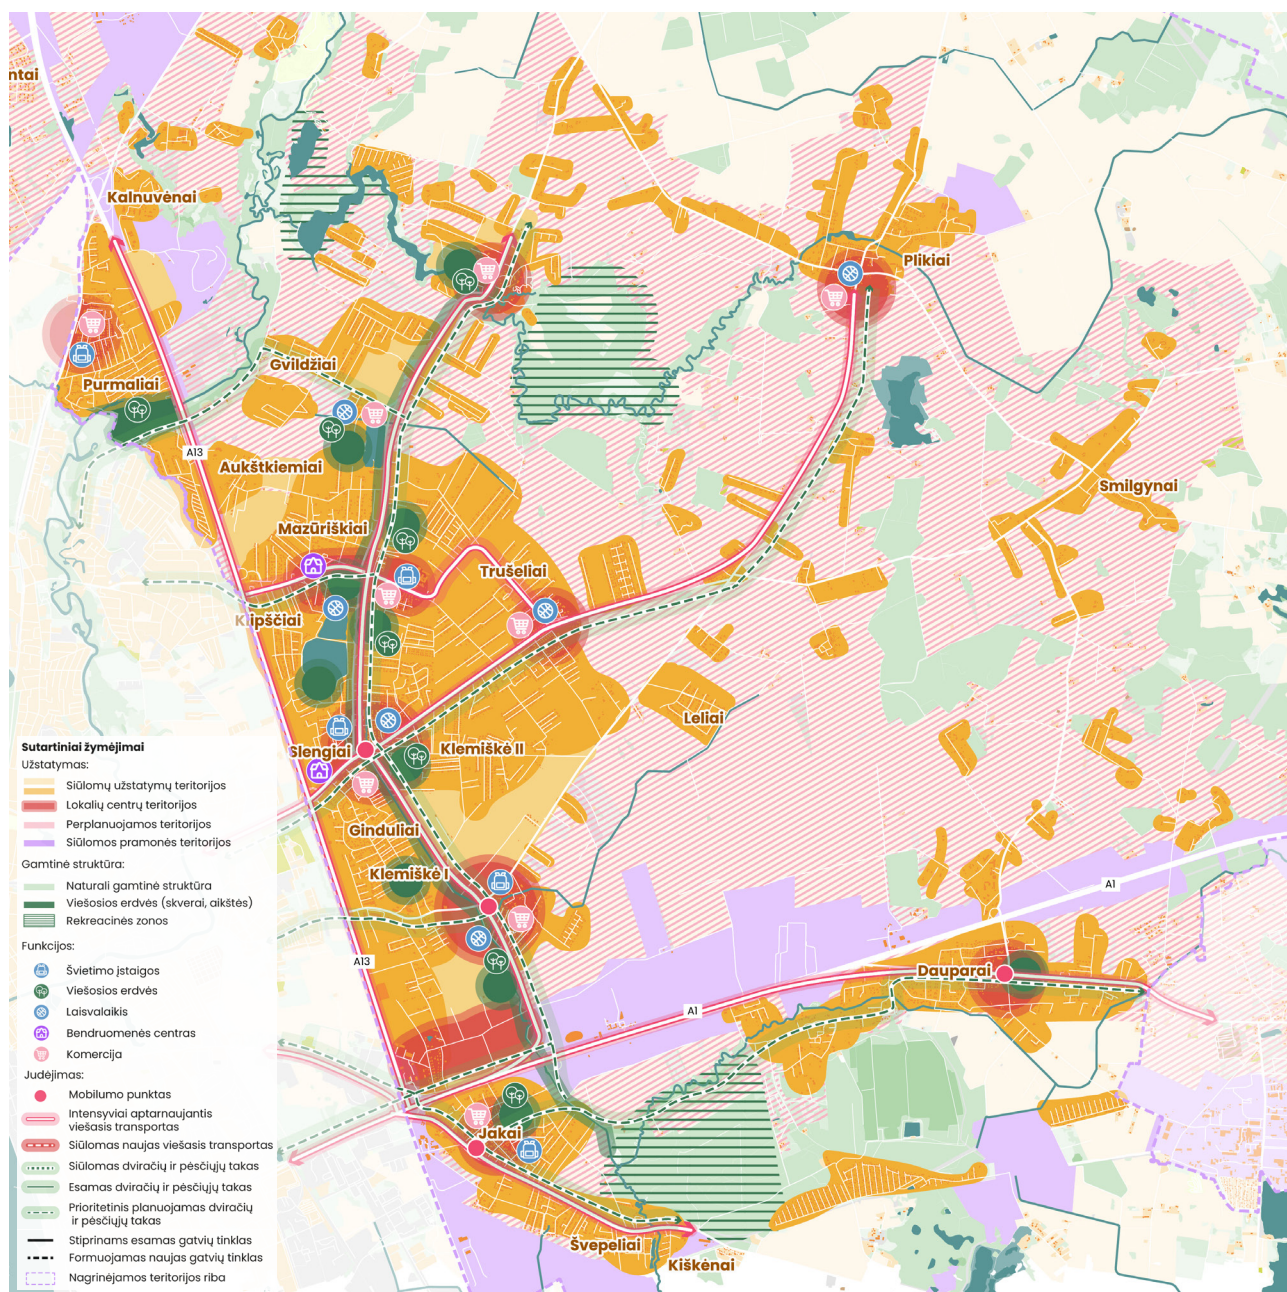 ntai
Kalnuvėnai
Plikiai
Gvildžiai
Purmaliai
A13
Aukštkiemiai
Smilgynai
Mazūriškiai
Trušeliai
Klipščiai
Leliai
Slengiai
Klemiškė II
Ginduliai
Klemiškė I
A1
A13
Dauparai
A1
Jakai
Švepeliai
Kiškėnai
Sutartiniai žymėjimai
Užstatymas:
Siūlomų užstatymų teritorijos
Lokalių centrų teritorijos
Perplanuojamos teritorijos
Siūlomos pramonės teritorijos
Gamtinė struktūra:
Naturali gamtinė struktūra
Viešosios erdvės (skverai, aikštės)
Rekreacinės zonos
Funkcijos:
Švietimo įstaigos
Viešosios erdvės
Laisvalaikis
Bendruomenės centras
Komercija
Judėjimas:
Mobilumo punktas
Intensyviai aptarnaujantis
viešasis transportas
Siūlomas naujas viešasis transportas
Siūlomas dviračių ir pėsčiųjų takas
Esamas dviračių ir pėsčiųjų takas
Prioritetinis planuojamas dviračių
ir pėsčiųjų takas
Stiprinams esamas gatvių tinklas
Formuojamas naujas gatvių tinklas
Nagrinėjamos teritorijos riba